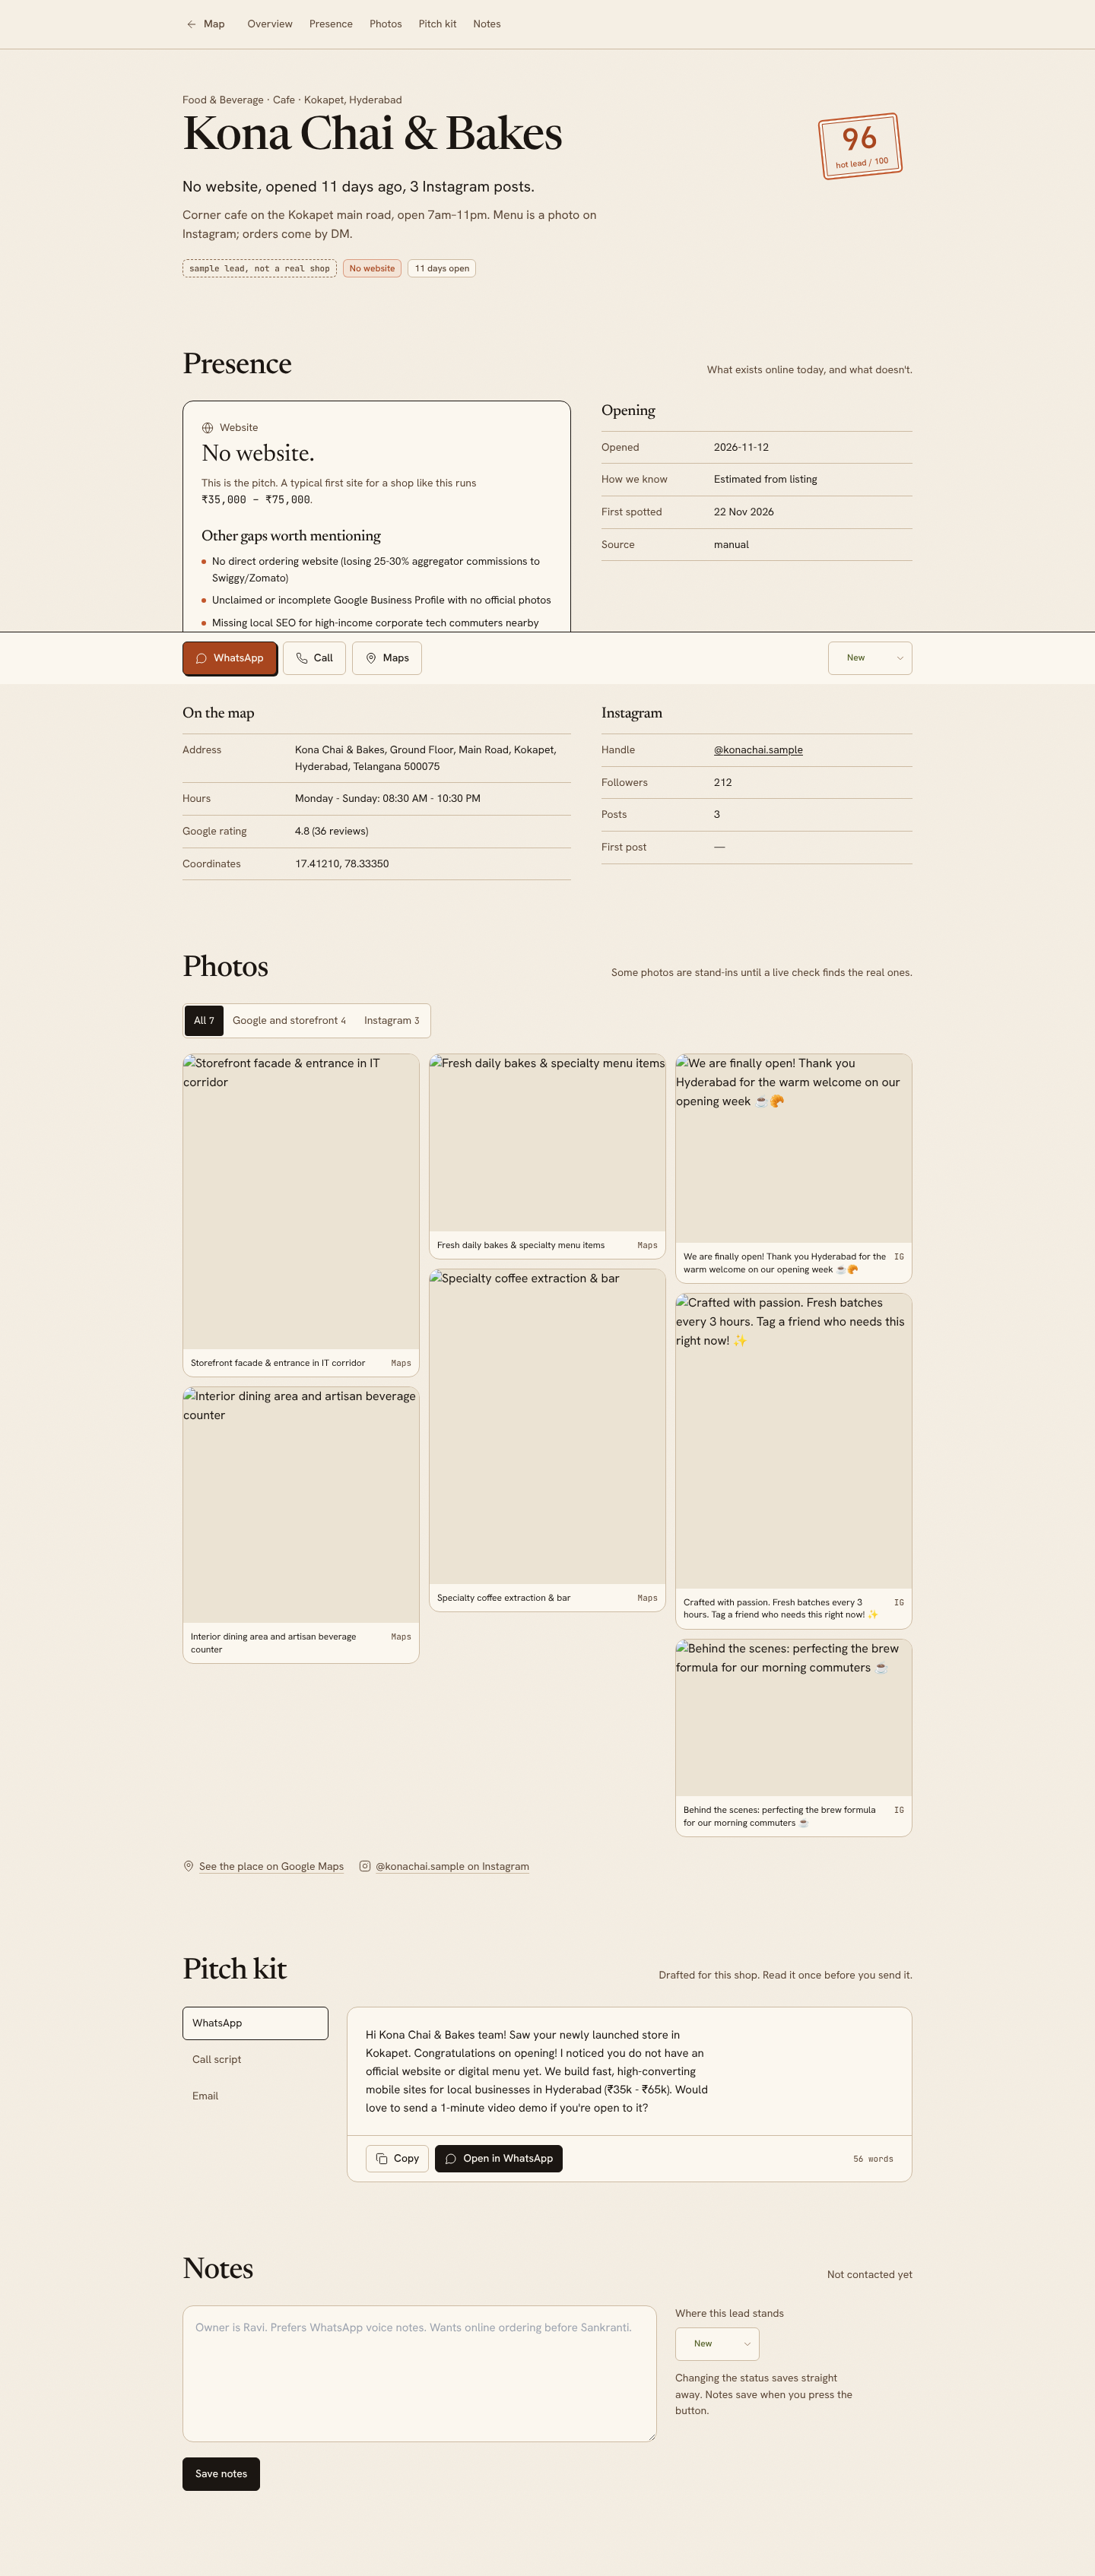 Map Overview Presence Photos Pitch kit Notes
Food & Beverage · Cafe · Kokapet, Hyderabad
Kona Chai & Bakes
96
hot lead / 100
No website, opened 11 days ago, 3 Instagram posts.
Corner cafe on the Kokapet main road, open 7am–11pm. Menu is a photo on
Instagram; orders come by DM.
sample lead, not a real shop No website 11 days open
Presence
What exists online today, and what doesn't.
Website
No website.
This is the pitch. A typical first site for a shop like this runs
₹35,000 – ₹75,000.
Other gaps worth mentioning
No direct ordering website (losing 25-30% aggregator commissions to
Swiggy/Zomato)
Unclaimed or incomplete Google Business Profile with no official photos
Missing local SEO for high-income corporate tech commuters nearby
Opening
Opened 2026-11-12
How we know Estimated from listing
First spotted 22 Nov 2026
Source manual
WhatsApp Call Maps New
On the map
Address Kona Chai & Bakes, Ground Floor, Main Road, Kokapet,
Hyderabad, Telangana 500075
Hours Monday - Sunday: 08:30 AM - 10:30 PM
Google rating 4.8 (36 reviews)
Coordinates 17.41210, 78.33350
Instagram
Handle @konachai.sample
Followers 212
Posts 3
First post —
Photos
Some photos are stand-ins until a live check finds the real ones.
All 7 Google and storefront 4 Instagram 3
Storefront facade & entrance in IT
corridor
Storefront facade & entrance in IT corridor Maps
Interior dining area and artisan beverage
counter
Interior dining area and artisan beverage Maps
counter
Fresh daily bakes & specialty menu items
Fresh daily bakes & specialty menu items Maps
Specialty coffee extraction & bar
Specialty coffee extraction & bar Maps
We are finally open! Thank you
Hyderabad for the warm welcome on our
opening week ☕🥐
We are finally open! Thank you Hyderabad for the IG
warm welcome on our opening week ☕🥐
Crafted with passion. Fresh batches
every 3 hours. Tag a friend who needs this
right now! ✨
Crafted with passion. Fresh batches every 3 IG
hours. Tag a friend who needs this right now! ✨
Behind the scenes: perfecting the brew
formula for our morning commuters ☕
Behind the scenes: perfecting the brew formula IG
for our morning commuters ☕
See the place on Google Maps @konachai.sample on Instagram
Pitch kit
Drafted for this shop. Read it once before you send it.
WhatsApp
Call script
Email
Hi Kona Chai & Bakes team! Saw your newly launched store in
Kokapet. Congratulations on opening! I noticed you do not have an
official website or digital menu yet. We build fast, high-converting
mobile sites for local businesses in Hyderabad (₹35k - ₹65k). Would
love to send a 1-minute video demo if you're open to it?
Copy Open in WhatsApp 56 words
Notes
Not contacted yet
Owner is Ravi. Prefers WhatsApp voice notes. Wants online ordering before Sankranti.
Where this lead stands
New
Changing the status saves straight
away. Notes save when you press the
button.
Save notes